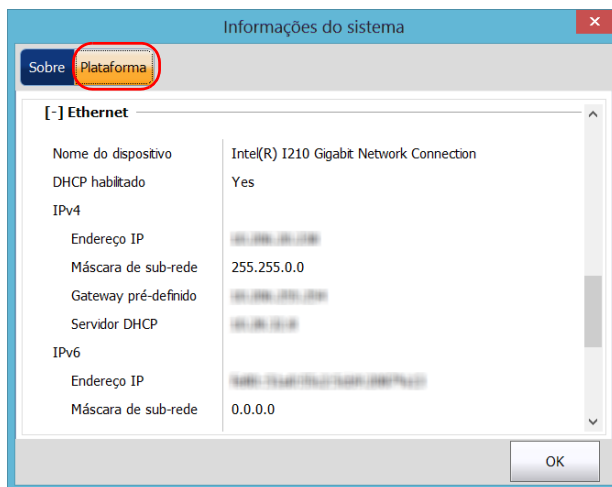 Informações do sistema
Sobre Plataforma
[-] Ethernet
Nome do dispositivo Intel(R) I210 Gigabit Network Connection
DHCP habilitado Yes
IPv4
Endereço IP
Máscara de sub-rede 255.255.0.0
Gateway pré-definido
Servidor DHCP
IPv6
Endereço IP
Máscara de sub-rede 0.0.0.0
OK